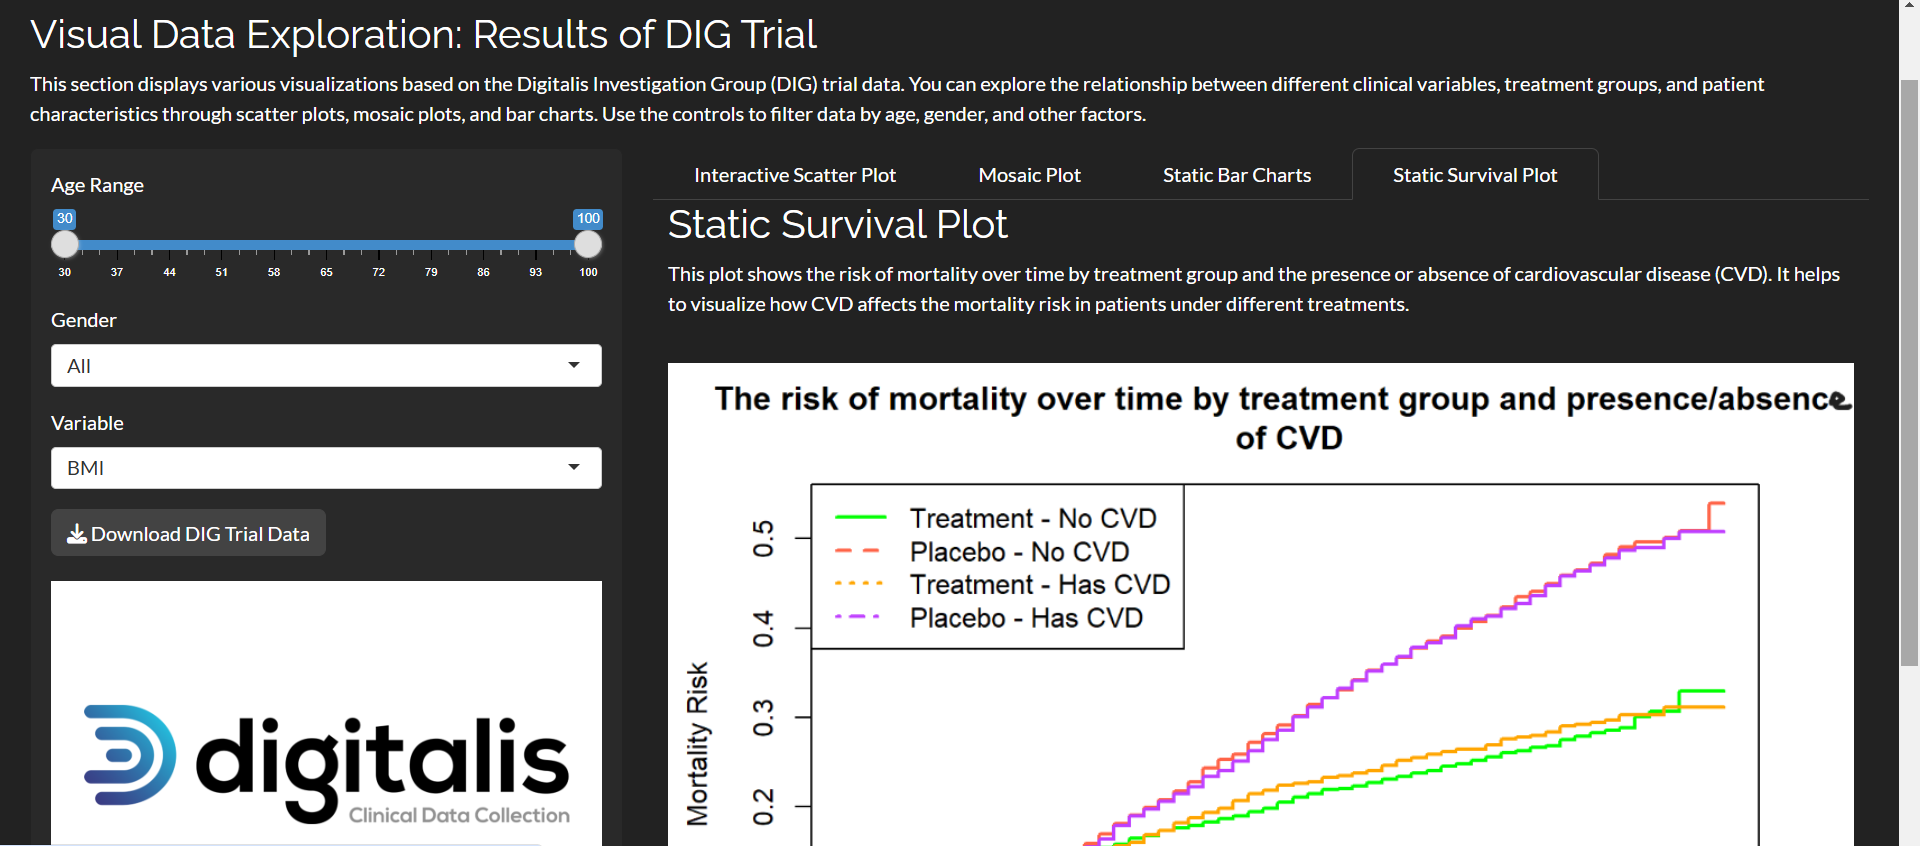 Visual Data Exploration: Results of DIG Trial
This section displays various visualizations based on the Digitalis Investigation Group (DIG) trial data. You can explore the relationship between different clinical variables, treatment groups, and patient
characteristics through scatter plots, mosaic plots, and bar charts. Use the controls to filter data by age, gender, and other factors.
Age Range
30 100
30 37 44 51 58 65 72 79 86 93 100
Gender
All
Variable
BMI
Download DIG Trial Data
digitalis
Clinical Data Collection
Interactive Scatter Plot Mosaic Plot Static Bar Charts Static Survival Plot
Static Survival Plot
This plot shows the risk of mortality over time by treatment group and the presence or absence of cardiovascular disease (CVD). It helps
to visualize how CVD affects the mortality risk in patients under different treatments.
The risk of mortality over time by treatment group and presence/absence
of CVD
Treatment - No CVD
Placebo - No CVD
Treatment - Has CVD
Placebo - Has CVD
Mortality Risk
0.5
0.4
0.3
0.2